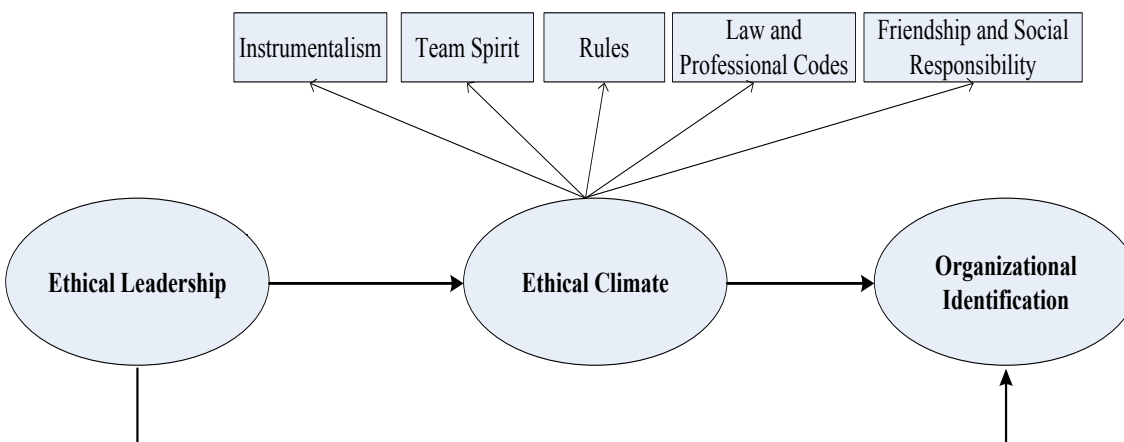 Instrumentalism
Team Spirit
Rules
Law and
Professional Codes
Friendship and Social
Responsibility
Ethical Leadership
Ethical Climate
Organizational
Identification